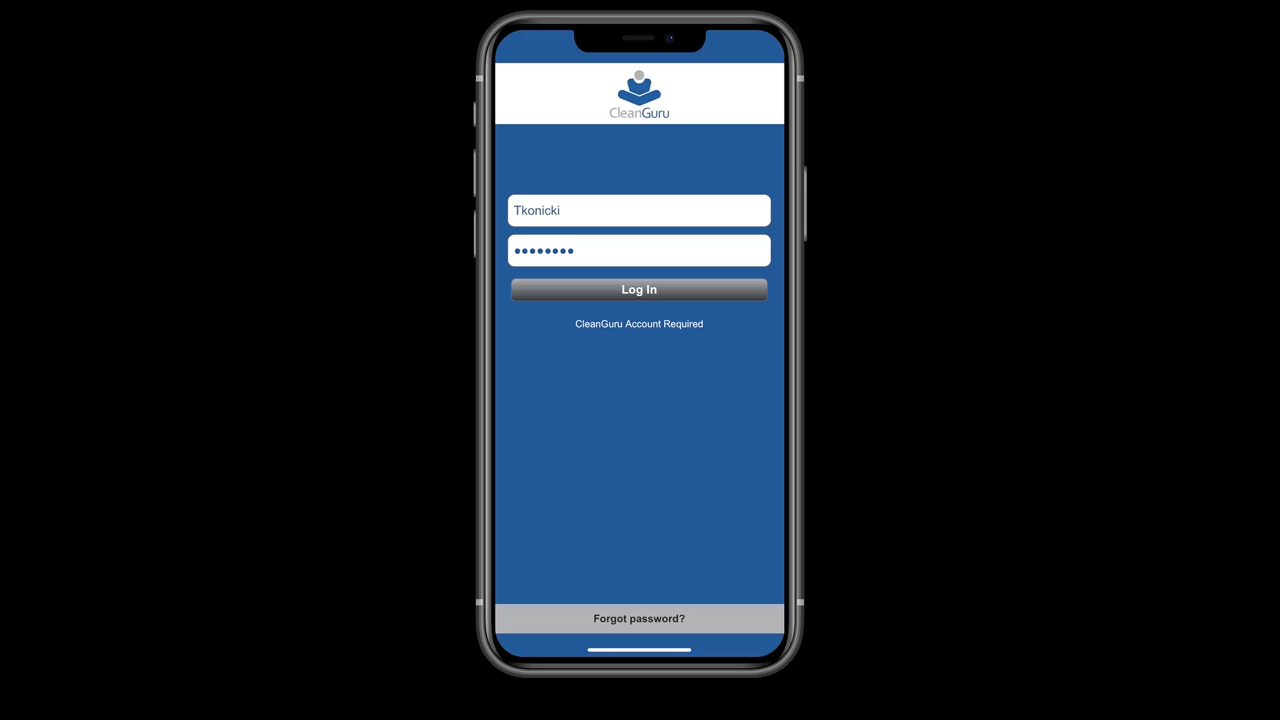 CleanGuru
Tkonicki
••••••••
Log In
CleanGuru Account Required
Forgot password?